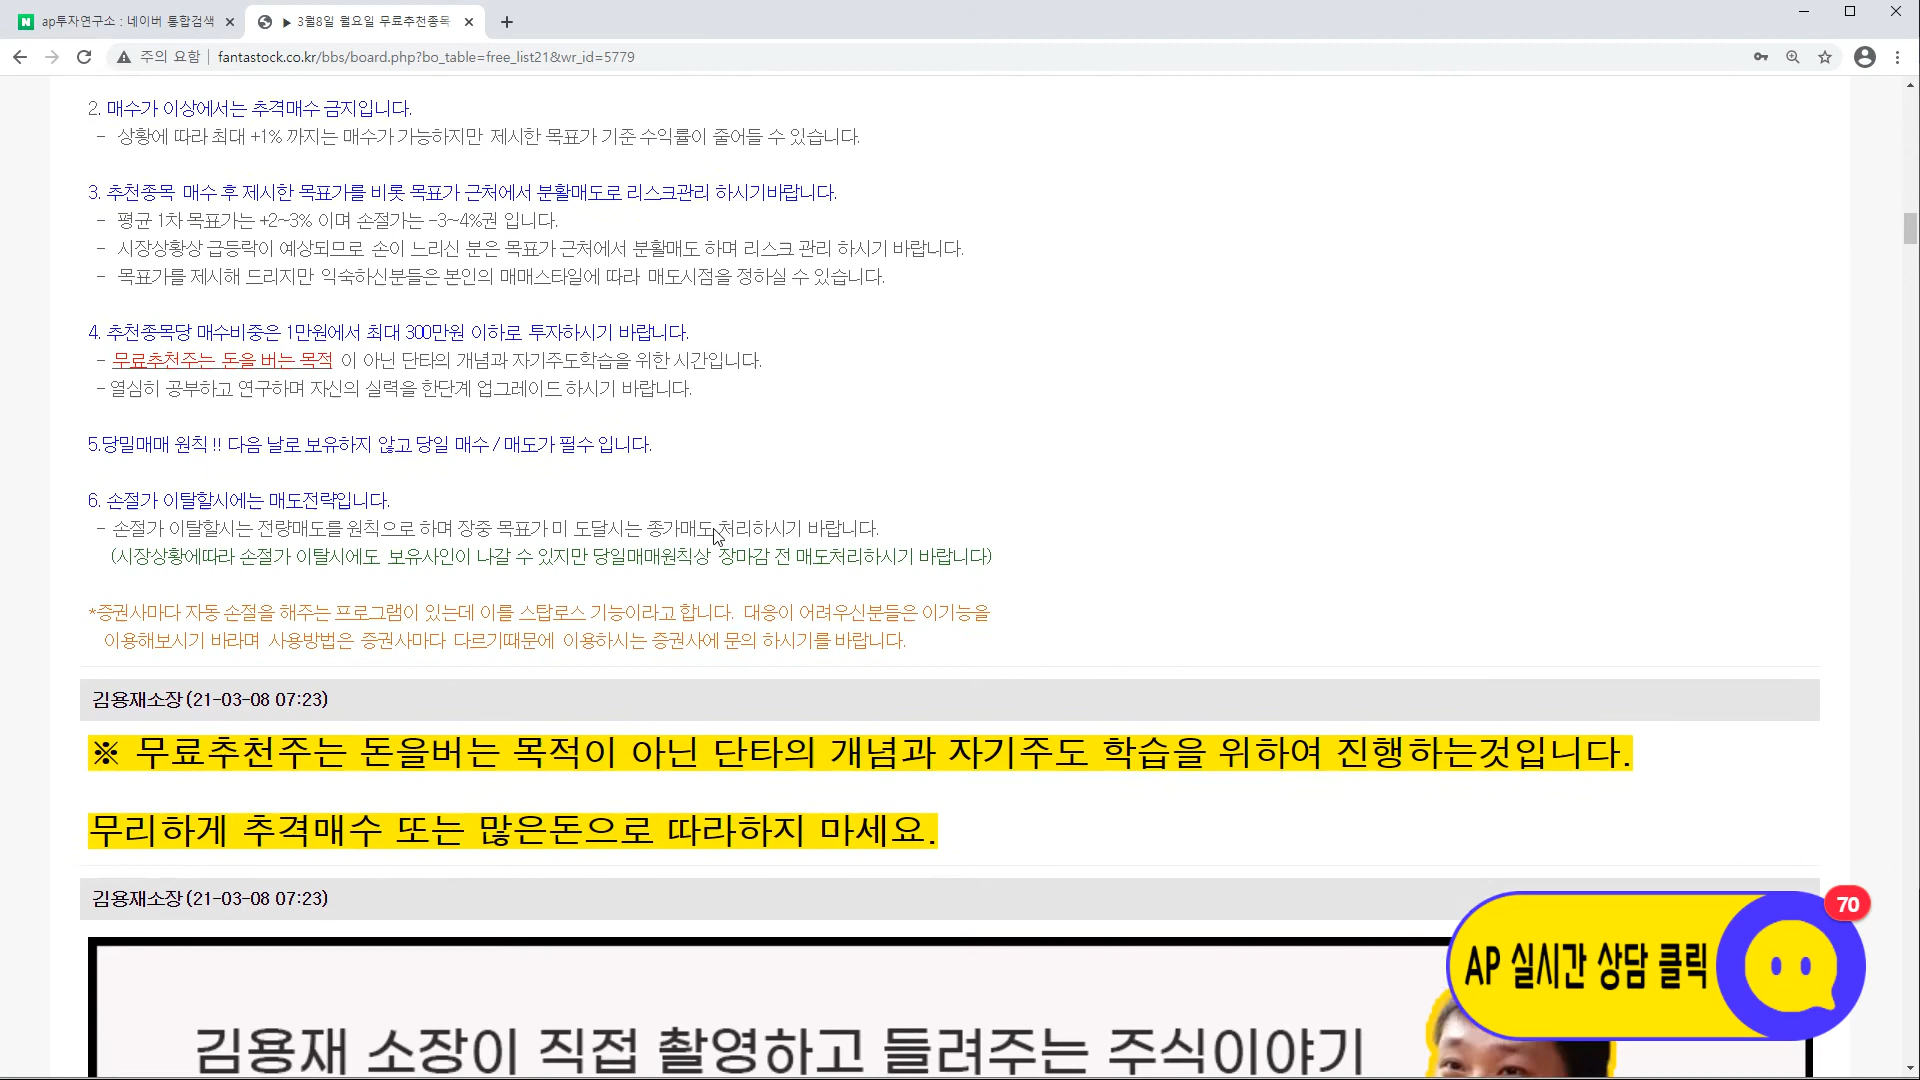 ap투자연구소 : 네이버 통합검색
▶ 3월8일 월요일 무료추천종목
주의 요함
fantastock.co.kr/bbs/board.php?bo_table=free_list21&wr_id=5779
2. 매수가 이상에서는 추격매수 금지입니다.
- 상황에 따라 최대 +1% 까지는 매수가 가능하지만 제시한 목표가 기준 수익률이 줄어들 수 있습니다.
3. 추천종목 매수 후 제시한 목표가를 비롯 목표가 근처에서 분할매도로 리스크관리 하시기바랍니다.
- 평균 1차 목표가는 +2~3% 이며 손절가는 -3~4%권 입니다.
- 시장상황상 급등락이 예상되므로 손이 느리신 분은 목표가 근처에서 분할매도 하며 리스크 관리 하시기 바랍니다.
- 목표가를 제시해 드리지만 익숙하신분들은 본인의 매매스타일에 따라 매도시점을 정하실 수 있습니다.
4. 추천종목당 매수비중은 1만원에서 최대 300만원 이하로 투자하시기 바랍니다.
- 무료추천주는 돈을 버는 목적 이 아닌 단타의 개념과 자기주도학습을 위한 시간입니다.
- 열심히 공부하고 연구하며 자신의 실력을 한단계 업그레이드 하시기 바랍니다.
5.당밀매매 원칙 !! 다음 날로 보유하지 않고 당일 매수 / 매도가 필수 입니다.
6. 손절가 이탈할시에는 매도전략입니다.
- 손절가 이탈할시는 전량매도를 원칙으로 하며 장중 목표가 미 도달시는 종가매도 처리하시기 바랍니다.
(시장상황에따라 손절가 이탈시에도 보유사인이 나갈 수 있지만 당일매매원칙상 장마감 전 매도처리하시기 바랍니다)
*증권사마다 자동 손절을 해주는 프로그램이 있는데 이를 스탑로스 기능이라고 합니다. 대응이 어려우신분들은 이기능을
이용해보시기 바라며 사용방법은 증권사마다 다르기때문에 이용하시는 증권사에 문의 하시기를 바랍니다.
김용재소장 (21-03-08 07:23)
※ 무료추천주는 돈을버는 목적이 아닌 단타의 개념과 자기주도 학습을 위하여 진행하는것입니다.
무리하게 추격매수 또는 많은돈으로 따라하지 마세요.
김용재소장 (21-03-08 07:23)
70
AP 실시간 상담 클릭
김용재 소장이 직접 촬영하고 들려주는 주식이야기